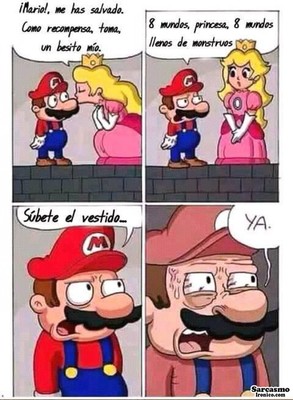 ¡Mario!, me has salvado.
Como recompensa, toma,
un besito mío.
8 mundos, princesa, 8 mundos
llenos de monstruos
Súbete el vestido...
M
YA.
Sarcasmo
Ironico.com